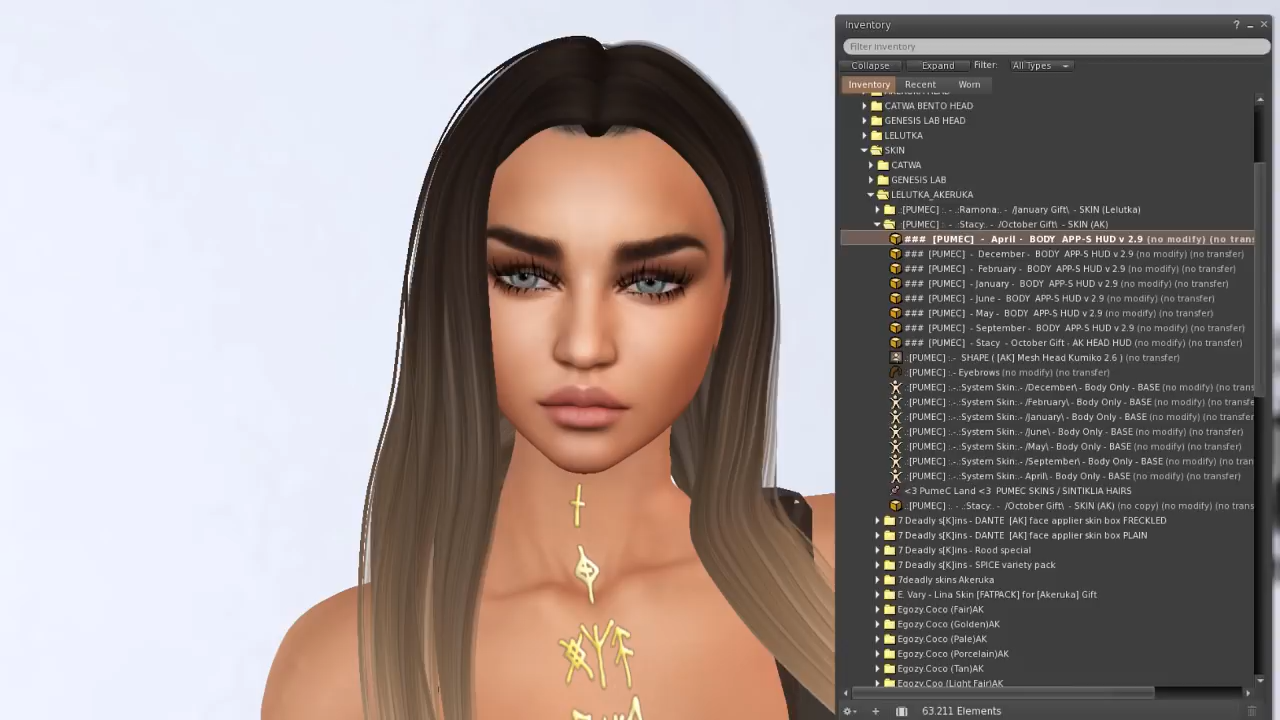 Inventory
?
Filter Inventory
Collapse Expand Filter: All Types
Inventory Recent Worn
CATWA BENTO HEAD
GENESIS LAB HEAD
LELUTKA
SKIN
CATWA
GENESIS LAB
LELUTKA_AKERUKA
.:[PUMEC] :. - .:Ramona:. - /January Gift\ - SKIN (Lelutka)
.:[PUMEC] :. - .:Stacy:. - /October Gift\ - SKIN (AK)
### [PUMEC] - April - BODY APP-S HUD v 2.9 (no modify) (no trans
### [PUMEC] - December - BODY APP-S HUD v 2.9 (no modify) (no transfer)
### [PUMEC] - February - BODY APP-S HUD v 2.9 (no modify) (no transfer)
### [PUMEC] - January - BODY APP-S HUD v 2.9 (no modify) (no transfer)
### [PUMEC] - June - BODY APP-S HUD v 2.9 (no modify) (no transfer)
### [PUMEC] - May - BODY APP-S HUD v 2.9 (no modify) (no transfer)
### [PUMEC] - September - BODY APP-S HUD v 2.9 (no modify) (no transfer)
### [PUMEC] - Stacy - October Gift - AK HEAD HUD (no modify) (no transfer)
.:[PUMEC] :.- SHAPE ( [AK] Mesh Head Kumiko 2.6 ) (no transfer)
.:[PUMEC] :.- Eyebrows (no modify) (no transfer)
.:[PUMEC] :.-.:System Skin:.- /December\ - Body Only - BASE (no modify) (no trans
.:[PUMEC] :.-.:System Skin:.- /February\ - Body Only - BASE (no modify) (no transfer)
.:[PUMEC] :.-.:System Skin:.- /January\ - Body Only - BASE (no modify) (no transfer)
.:[PUMEC] :.-.:System Skin:.- /June\ - Body Only - BASE (no modify) (no transfer)
.:[PUMEC] :.-.:System Skin:.- /May\ - Body Only - BASE (no modify) (no transfer)
.:[PUMEC] :.-.:System Skin:.- /September\ - Body Only - BASE (no modify) (no tran
.:[PUMEC] :.-.:System Skin:.- April\ - Body Only - BASE (no modify) (no transfer)
<3 PumeC Land <3 PUMEC SKINS / SINTIKLIA HAIRS
.:[PUMEC] :. - .:Stacy:. - /October Gift\ - SKIN (AK) (no copy) (no modify) (no trans
7 Deadly s[K]ins - DANTE [AK] face applier skin box FRECKLED
7 Deadly s[K]ins - DANTE [AK] face applier skin box PLAIN
7 Deadly s[K]ins - Rood special
7 Deadly s[K]ins - SPICE variety pack
7deadly skins Akeruka
E. Vary - Lina Skin [FATPACK] for [Akeruka] Gift
Egozy.Coco (Fair)AK
Egozy.Coco (Golden)AK
Egozy.Coco (Pale)AK
Egozy.Coco (Porcelain)AK
Egozy.Coco (Tan)AK
Egozy.Coo (Light Fair)AK
63.211 Elements